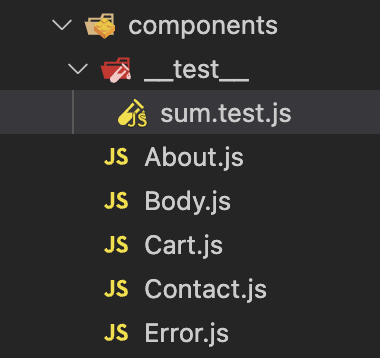 components
__test__
JS sum.test.js
JS About.js
JS Body.js
JS Cart.js
JS Contact.js
JS Error.js